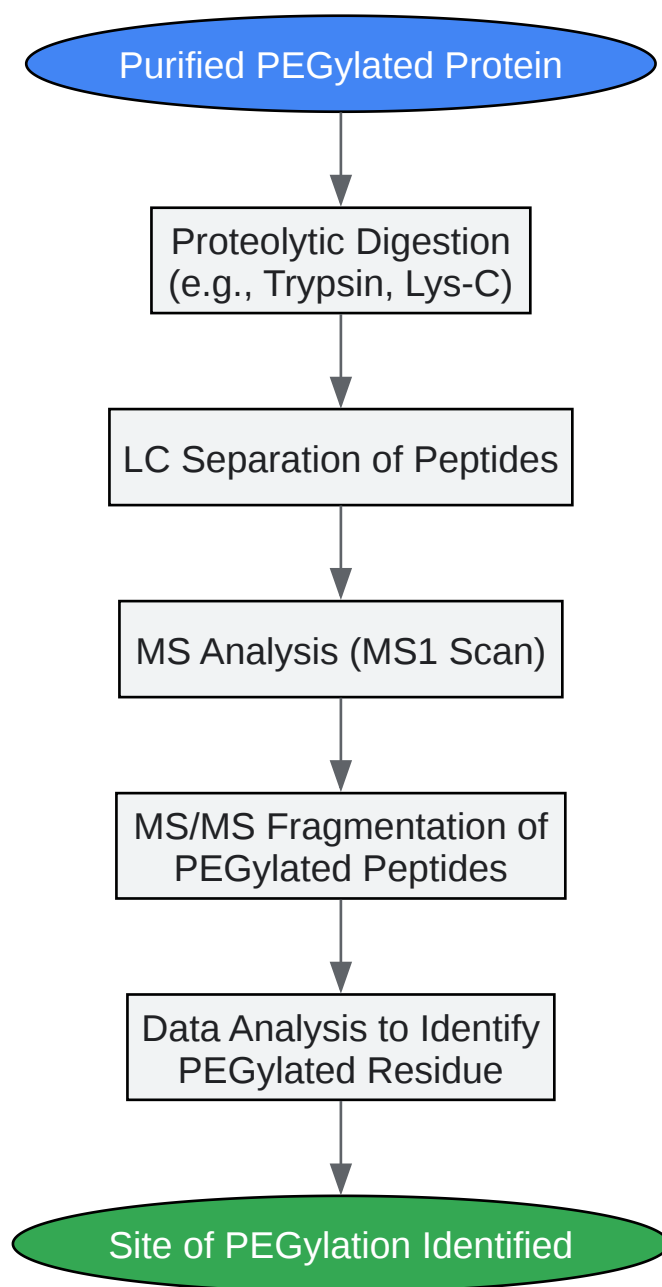 Purified PEGylated Protein
Proteolytic Digestion
(e.g., Trypsin, Lys-C)
LC Separation of Peptides
MS Analysis (MS1 Scan)
MS/MS Fragmentation of
PEGylated Peptides
Data Analysis to Identify
PEGylated Residue
Site of PEGylation Identified